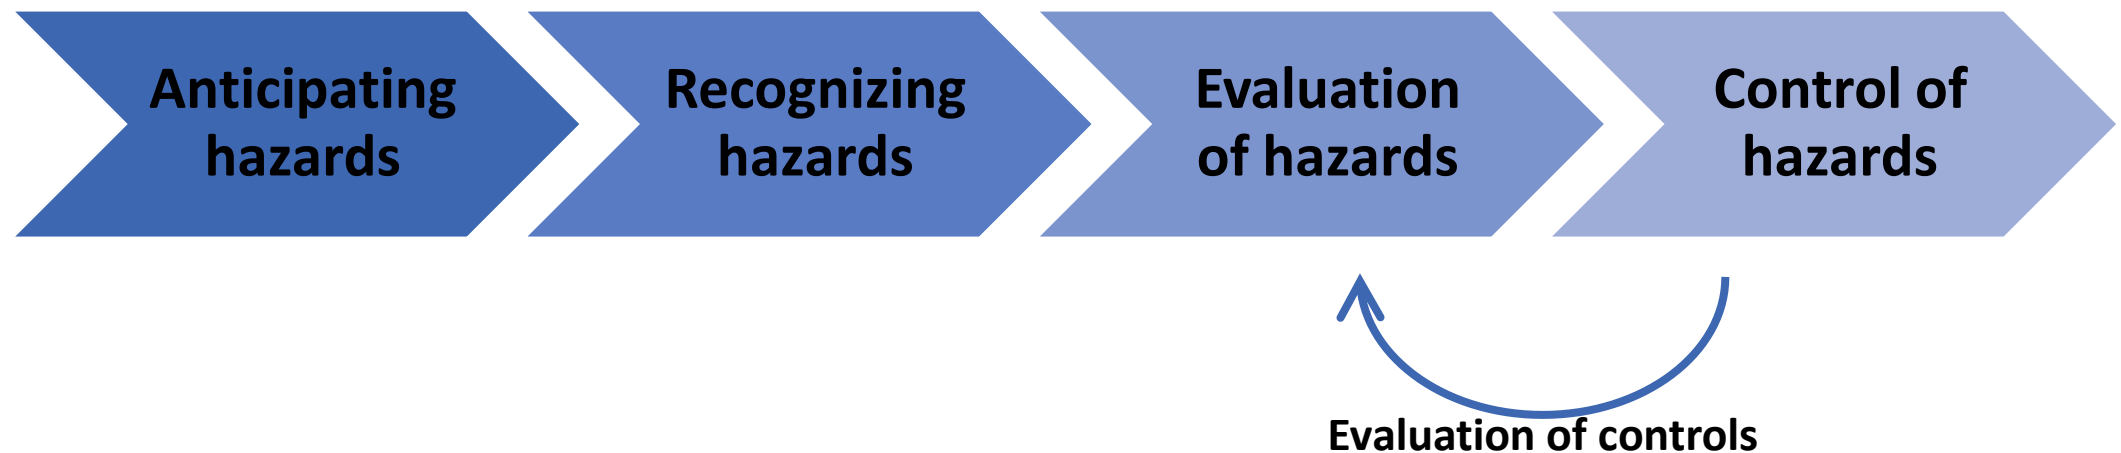 Anticipating
hazards
Recognizing
hazards
Evaluation
of hazards
Control of
hazards
Evaluation of controls